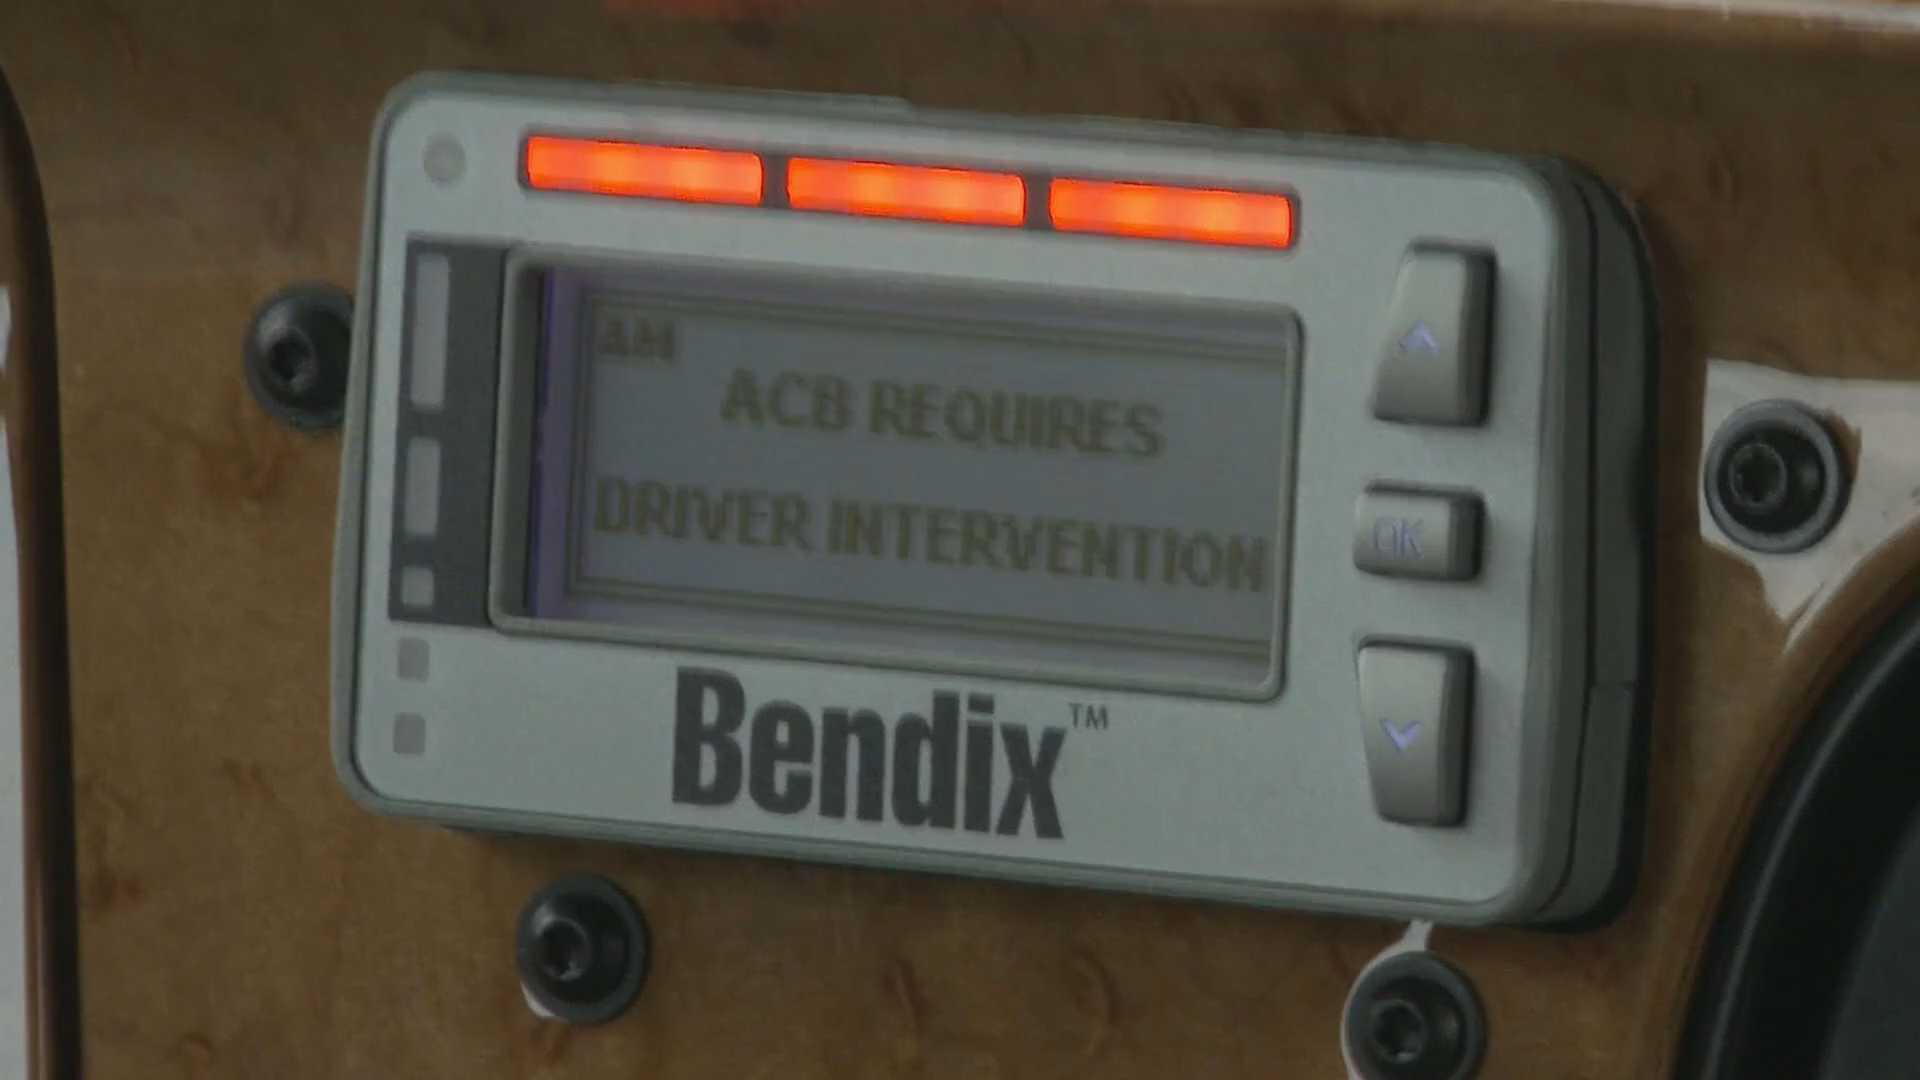 AM
ACB REQUIRES
DRIVER INTERVENTION
OK
Bendix™